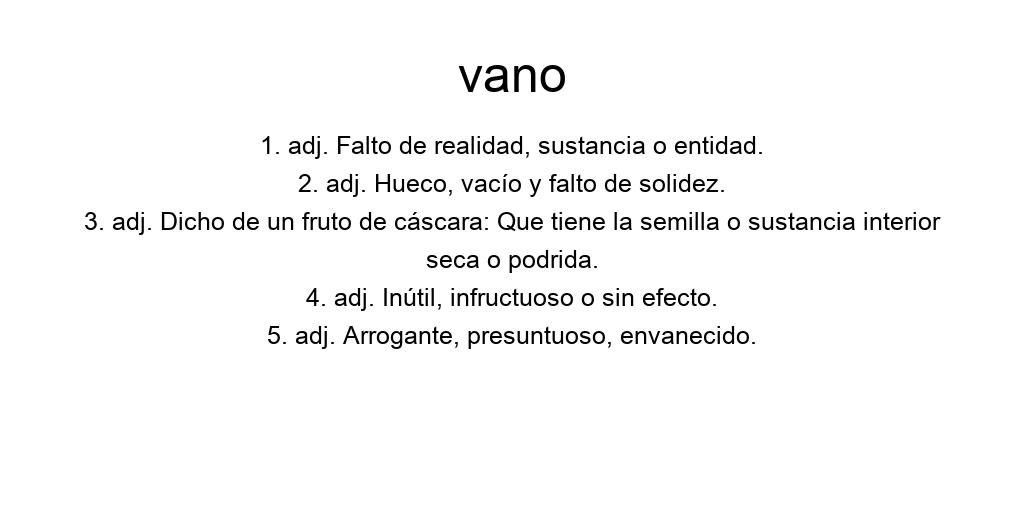 vano
1. adj. Falto de realidad, sustancia o entidad.
2. adj. Hueco, vacío y falto de solidez.
3. adj. Dicho de un fruto de cáscara: Que tiene la semilla o sustancia interior
seca o podrida.
4. adj. Inútil, infructuoso o sin efecto.
5. adj. Arrogante, presuntuoso, envanecido.